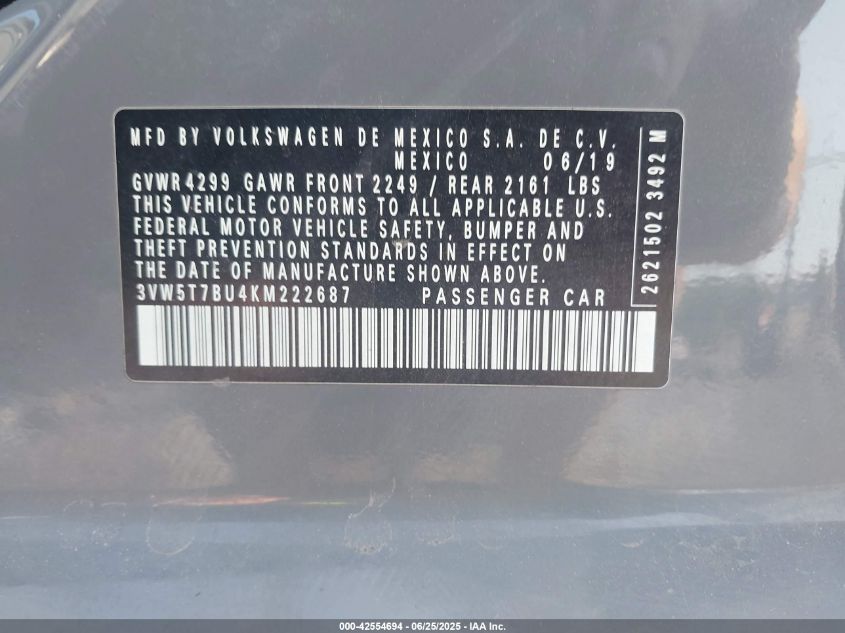 MFD BY VOLKSWAGEN DE MEXICO S.A. DE C.V.
MEXICO 06/19
GVWR 4299 GAWR FRONT 2249 / REAR 2161 LBS
THIS VEHICLE CONFORMS TO ALL APPLICABLE U.S.
FEDERAL MOTOR VEHICLE SAFETY, BUMPER AND
THEFT PREVENTION STANDARDS IN EFFECT ON
THE DATE OF MANUFACTURE SHOWN ABOVE.
3VW5T7BU4KM222687 PASSENGER CAR
2621502 3492 M
000-42554694 - 06/25/2025 - IAA Inc.